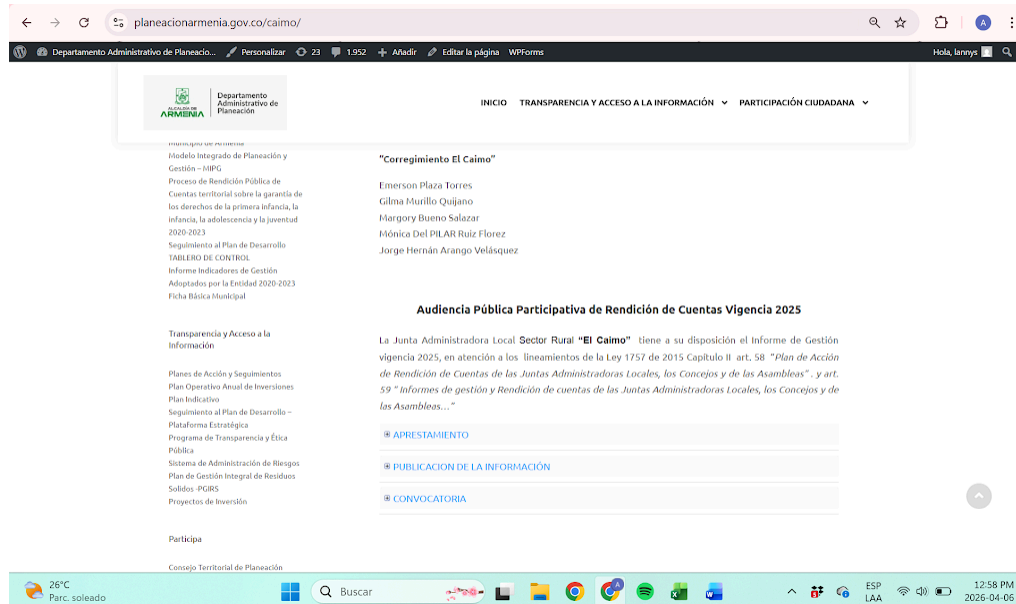 planeacionarmenia.gov.co/caimo/
A
Departamento Administrativo de Planeacio...
Personalizar
23
1.952
Añadir
Editar la página
WPForms
Hola, lannys
ALCALDÍA DE
ARMENIA
Departamento
Administrativo de
Planeación
INICIO
TRANSPARENCIA Y ACCESO A LA INFORMACIÓN
PARTICIPACIÓN CIUDADANA
Municipio de Armenia
Modelo Integrado de Planeación y
Gestión – MIPG
Proceso de Rendición Pública de
Cuentas territorial sobre la garantía de
los derechos de la primera infancia, la
infancia, la adolescencia y la juventud
2020-2023
Seguimiento al Plan de Desarrollo
TABLERO DE CONTROL
Informe Indicadores de Gestión
Adoptados por la Entidad 2020-2023
Ficha Básica Municipal
Transparencia y Acceso a la
Información
Planes de Acción y Seguimientos
Plan Operativo Anual de Inversiones
Plan Indicativo
Seguimiento al Plan de Desarrollo –
Plataforma Estratégica
Programa de Transparencia y Ética
Pública
Sistema de Administración de Riesgos
Plan de Gestión Integral de Residuos
Solidos -PGIRS
Proyectos de Inversión
Participa
Consejo Territorial de Planeación
"Corregimiento El Caimo"
Emerson Plaza Torres
Gilma Murillo Quijano
Margory Bueno Salazar
Mónica Del PILAR Ruiz Florez
Jorge Hernán Arango Velásquez
Audiencia Pública Participativa de Rendición de Cuentas Vigencia 2025
La Junta Administradora Local Sector Rural "El Caimo" tiene a su disposición el Informe de Gestión
vigencia 2025, en atención a los lineamientos de la Ley 1757 de 2015 Capítulo II art. 58 "Plan de Acción
de Rendición de Cuentas de las Juntas Administradoras Locales, los Concejos y de las Asambleas" . y art.
59 " Informes de gestión y Rendición de cuentas de las Juntas Administradoras Locales, los Concejos y de
las Asambleas..."
APRESTAMIENTO
PUBLICACION DE LA INFORMACIÓN
CONVOCATORIA
26°C
Parc. soleado
Buscar
A
ESP
LAA
12:58 PM
2026-04-06